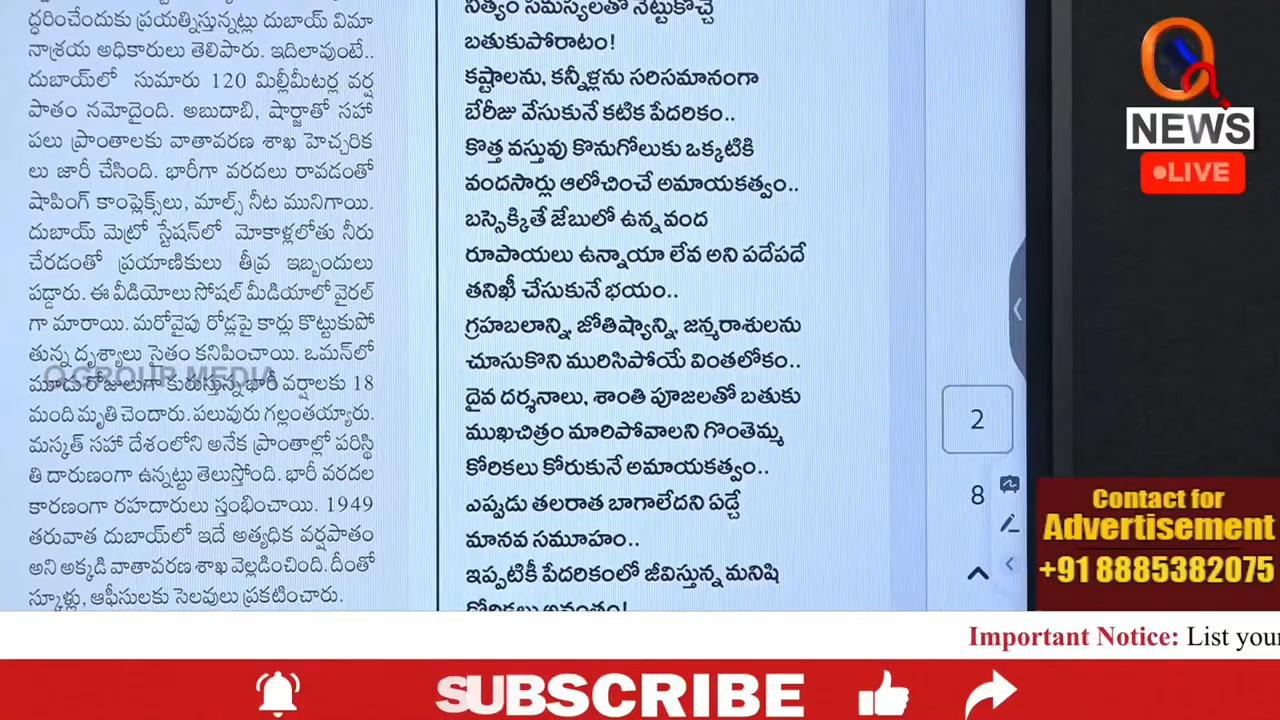 ద్ధరించేందుకు ప్రయత్నిస్తున్నట్లు దుబాయ్ విమా
నాశ్రయ అధికారులు తెలిపారు. ఇదిలావుంటే..
దుబాయ్‌లో సుమారు 120 మిల్లీమీటర్ల వర్ష
పాతం నమోదైంది. అబుదాబి, షార్జాతో సహా
పలు ప్రాంతాలకు వాతావరణ శాఖ హెచ్చరిక
లు జారీ చేసింది. భారీగా వరదలు రావడంతో
షాపింగ్ కాంప్లెక్స్‌లు, మాల్స్ నీట మునిగాయి.
దుబాయ్ మెట్రో స్టేషన్‌లో మోకాళ్లలోతు నీరు
చేరడంతో ప్రయాణికులు తీవ్ర ఇబ్బందులు
పడ్డారు. ఈ వీడియోలు సోషల్ మీడియాలో వైరల్
గా మారాయి. మరోవైపు రోడ్లపై కార్లు కొట్టుకుపో
తున్న దృశ్యాలు సైతం కనిపించాయి. ఒమన్‌లో
మూడు రోజులుగా కురుస్తున్న భారీ వర్షాలకు 18
మంది మృతి చెందారు. పలువురు గల్లంతయ్యారు.
మస్కత్ సహా దేశంలోని అనేక ప్రాంతాల్లో పరిస్థి
తి దారుణంగా ఉన్నట్టు తెలుస్తోంది. భారీ వరదల
కారణంగా రహదారులు స్తంభించాయి. 1949
తరువాత దుబాయ్‌లో ఇదే అత్యధిక వర్షపాతం
అని అక్కడి వాతావరణ శాఖ వెల్లడించింది. దీంతో
స్కూళ్లు, ఆఫీసులకు సెలవులు ప్రకటించారు.
Q GROUP MEDIA
నిత్యం సమస్యలతో నెట్టుకొచ్చే
బతుకుపోరాటం!
కష్టాలను, కన్నీళ్లను సరిసమానంగా
బేరీజు వేసుకునే కటిక పేదరికం..
కొత్త వస్తువు కొనుగోలుకు ఒక్కటికి
వందసార్లు ఆలోచించే అమాయకత్వం..
బస్సెక్కితే జేబులో ఉన్న వంద
రూపాయలు ఉన్నాయా లేవ అని పదేపదే
తనిఖీ చేసుకునే భయం..
గ్రహబలాన్ని, జోతిష్యాన్ని, జన్మరాశులను
చూసుకొని మురిసిపోయే వింతలోకం..
దైవ దర్శనాలు, శాంతి పూజలతో బతుకు
ముఖచిత్రం మారిపోవాలని గొంతెమ్మ
కోరికలు కోరుకునే అమాయకత్వం..
ఎప్పుడు తలరాత బాగాలేదని ఏడ్చే
మానవ సమూహం..
ఇప్పటికీ పేదరికంలో జీవిస్తున్న మనిషి
కోరికలు అనంతం!
2
8
Q
NEWS
LIVE
Contact for
Advertisement
+91 8885382075
Important Notice: List your
SUBSCRIBE